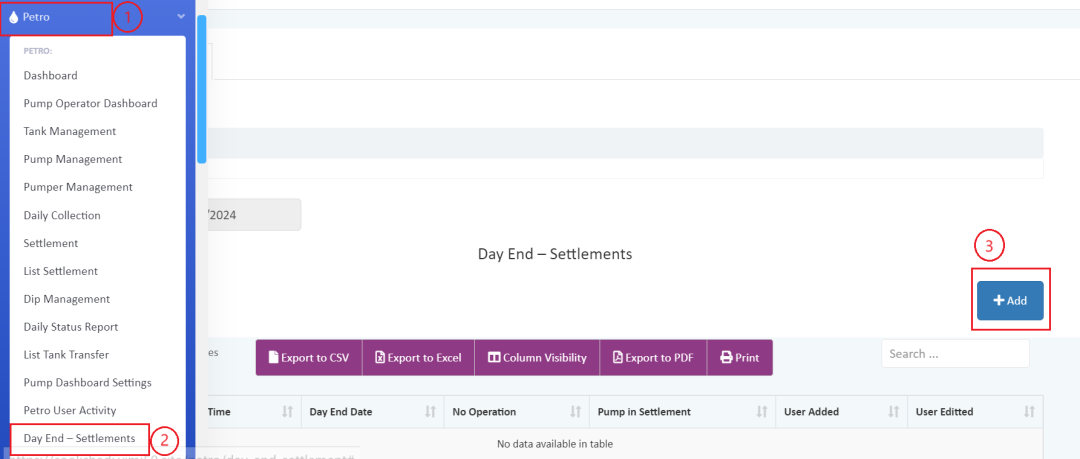 Petro
1
PETRO:
Dashboard
Pump Operator Dashboard
Tank Management
Pump Management
Pumper Management
Daily Collection
Settlement
List Settlement
Dip Management
Daily Status Report
List Tank Transfer
Pump Dashboard Settings
Petro User Activity
Day End – Settlements
2
/2024
Day End – Settlements
3
+ Add
es
Export to CSV Export to Excel Column Visibility Export to PDF Print
Search ...
Time Day End Date No Operation Pump in Settlement User Added User Editted
No data available in table